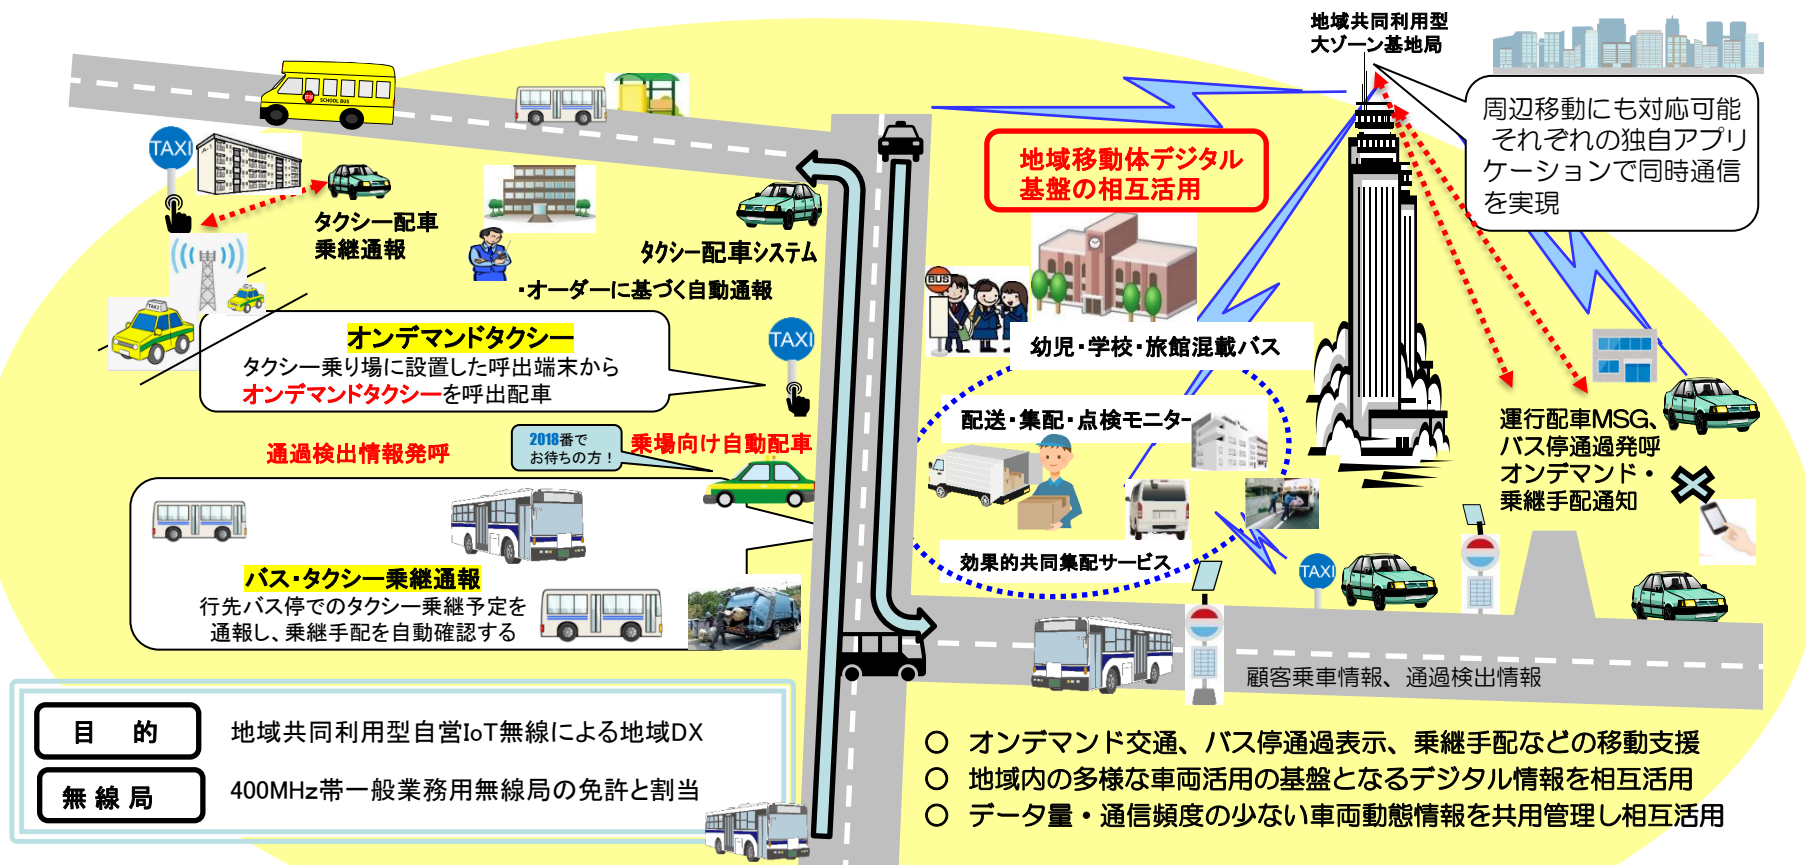 地域共同利用型
大ゾーン基地局
周辺移動にも対応可能
それぞれの独自アプリ
ケーションで同時通信
を実現
SCHOOL BUS
TAXI
タクシー配車
乗継通報
タクシー配車システム
・オーダーに基づく自動通報
地域移動体デジタル
基盤の相互活用
BUS
幼児・学校・旅館混載バス
TAXI
オンデマンドタクシー
タクシー乗り場に設置した呼出端末から
オンデマンドタクシーを呼出配車
TAXI
通過検出情報発呼
2018番で
お待ちの方！
乗場向け自動配車
配送・集配・点検モニター
効果的共同集配サービス
運行配車MSG、
バス停通過発呼
オンデマンド・
乗継手配通知
TAXI
バス・タクシー乗継通報
行先バス停でのタクシー乗継予定を
通報し、乗継手配を自動確認する
顧客乗車情報、通過検出情報
目 的
地域共同利用型自営IoT無線による地域DX
無線局
400MHz帯一般業務用無線局の免許と割当
○ オンデマンド交通、バス停通過表示、乗継手配などの移動支援
○ 地域内の多様な車両活用の基盤となるデジタル情報を相互活用
○ データ量・通信頻度の少ない車両動態情報を共用管理し相互活用